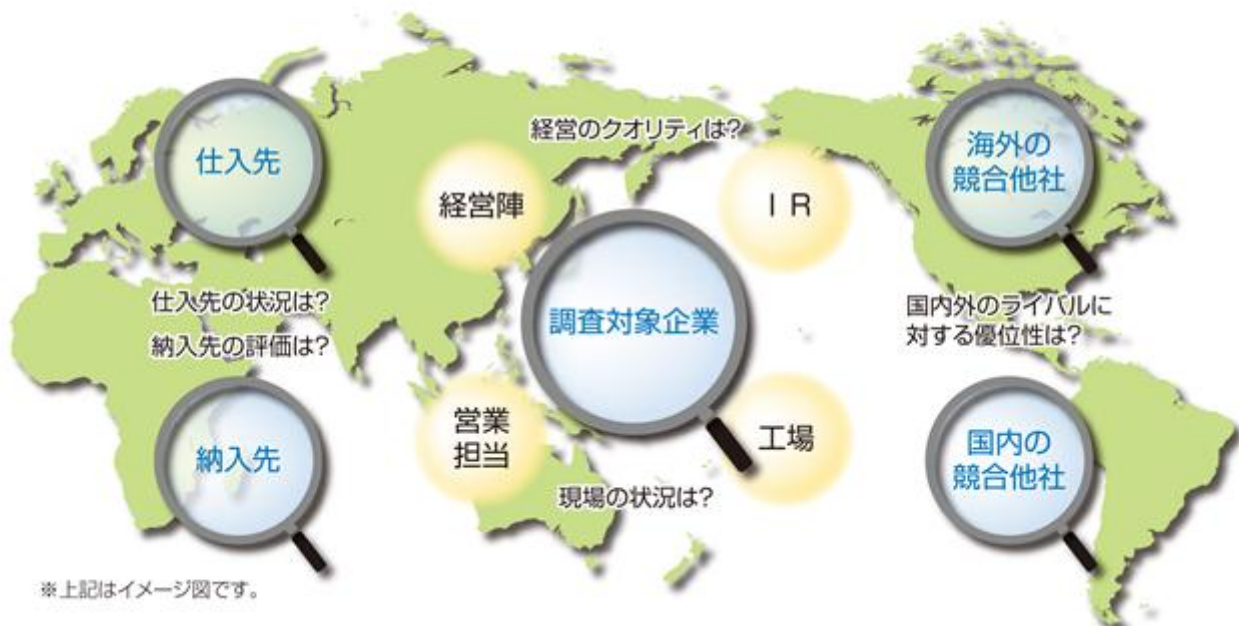 経営のクオリティは?
仕入先
海外の
競合他社
経営陣
ＩＲ
仕入先の状況は?
納入先の評価は?
調査対象企業
国内外のライバルに
対する優位性は?
営業
担当
工場
納入先
国内の
競合他社
現場の状況は?
※上記はイメージ図です。